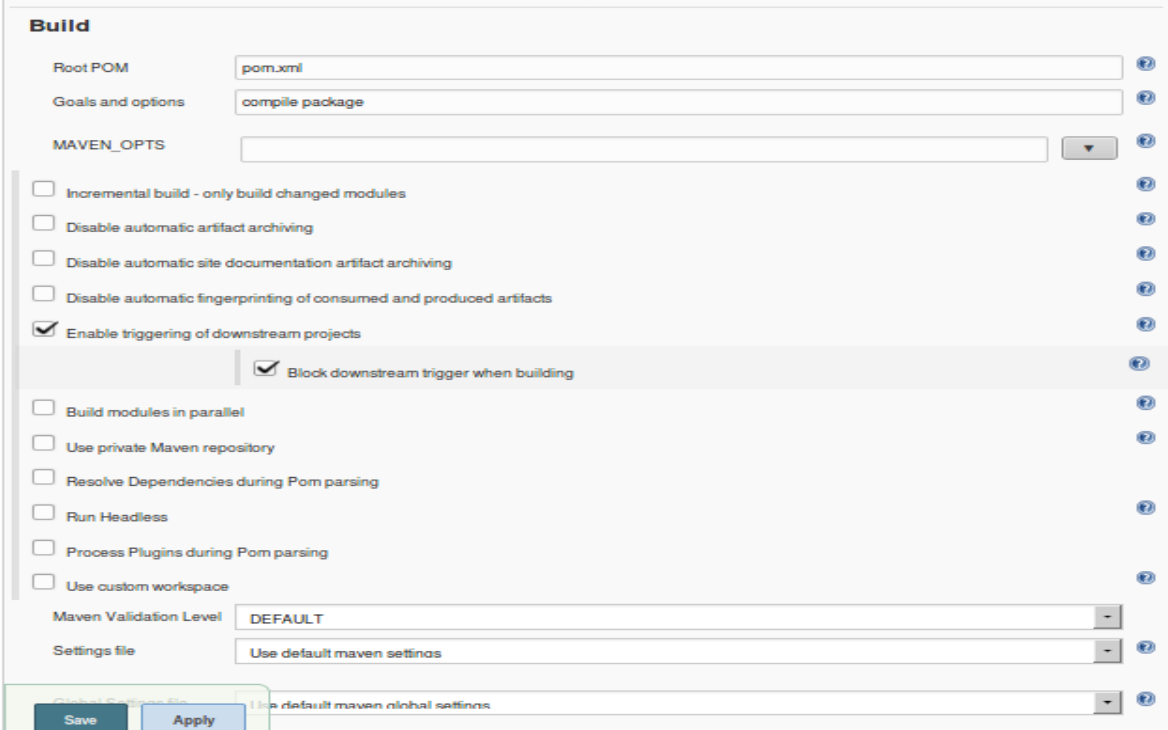 Build
Root POM pom.xml
Goals and options compile package
MAVEN_OPTS
Incremental build - only build changed modules
Disable automatic artifact archiving
Disable automatic site documentation artifact archiving
Disable automatic fingerprinting of consumed and produced artifacts
Enable triggering of downstream projects
Block downstream trigger when building
Build modules in parallel
Use private Maven repository
Resolve Dependencies during Pom parsing
Run Headless
Process Plugins during Pom parsing
Use custom workspace
Maven Validation Level DEFAULT
Settings file Use default maven settings
Global Settings file Use default maven global settings
Save Apply